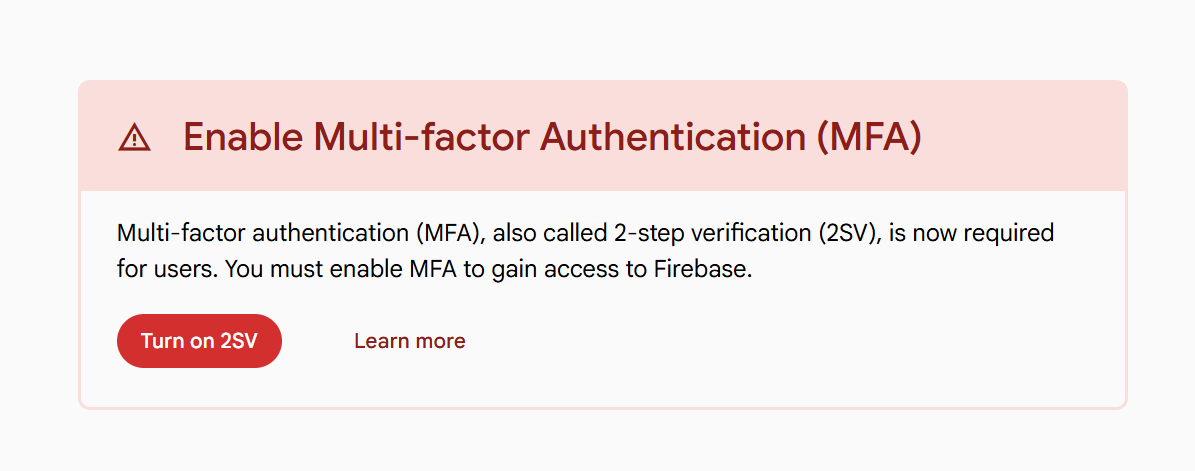 Enable Multi-factor Authentication (MFA)
Multi-factor authentication (MFA), also called 2-step verification (2SV), is now required
for users. You must enable MFA to gain access to Firebase.
Turn on 2SV
Learn more